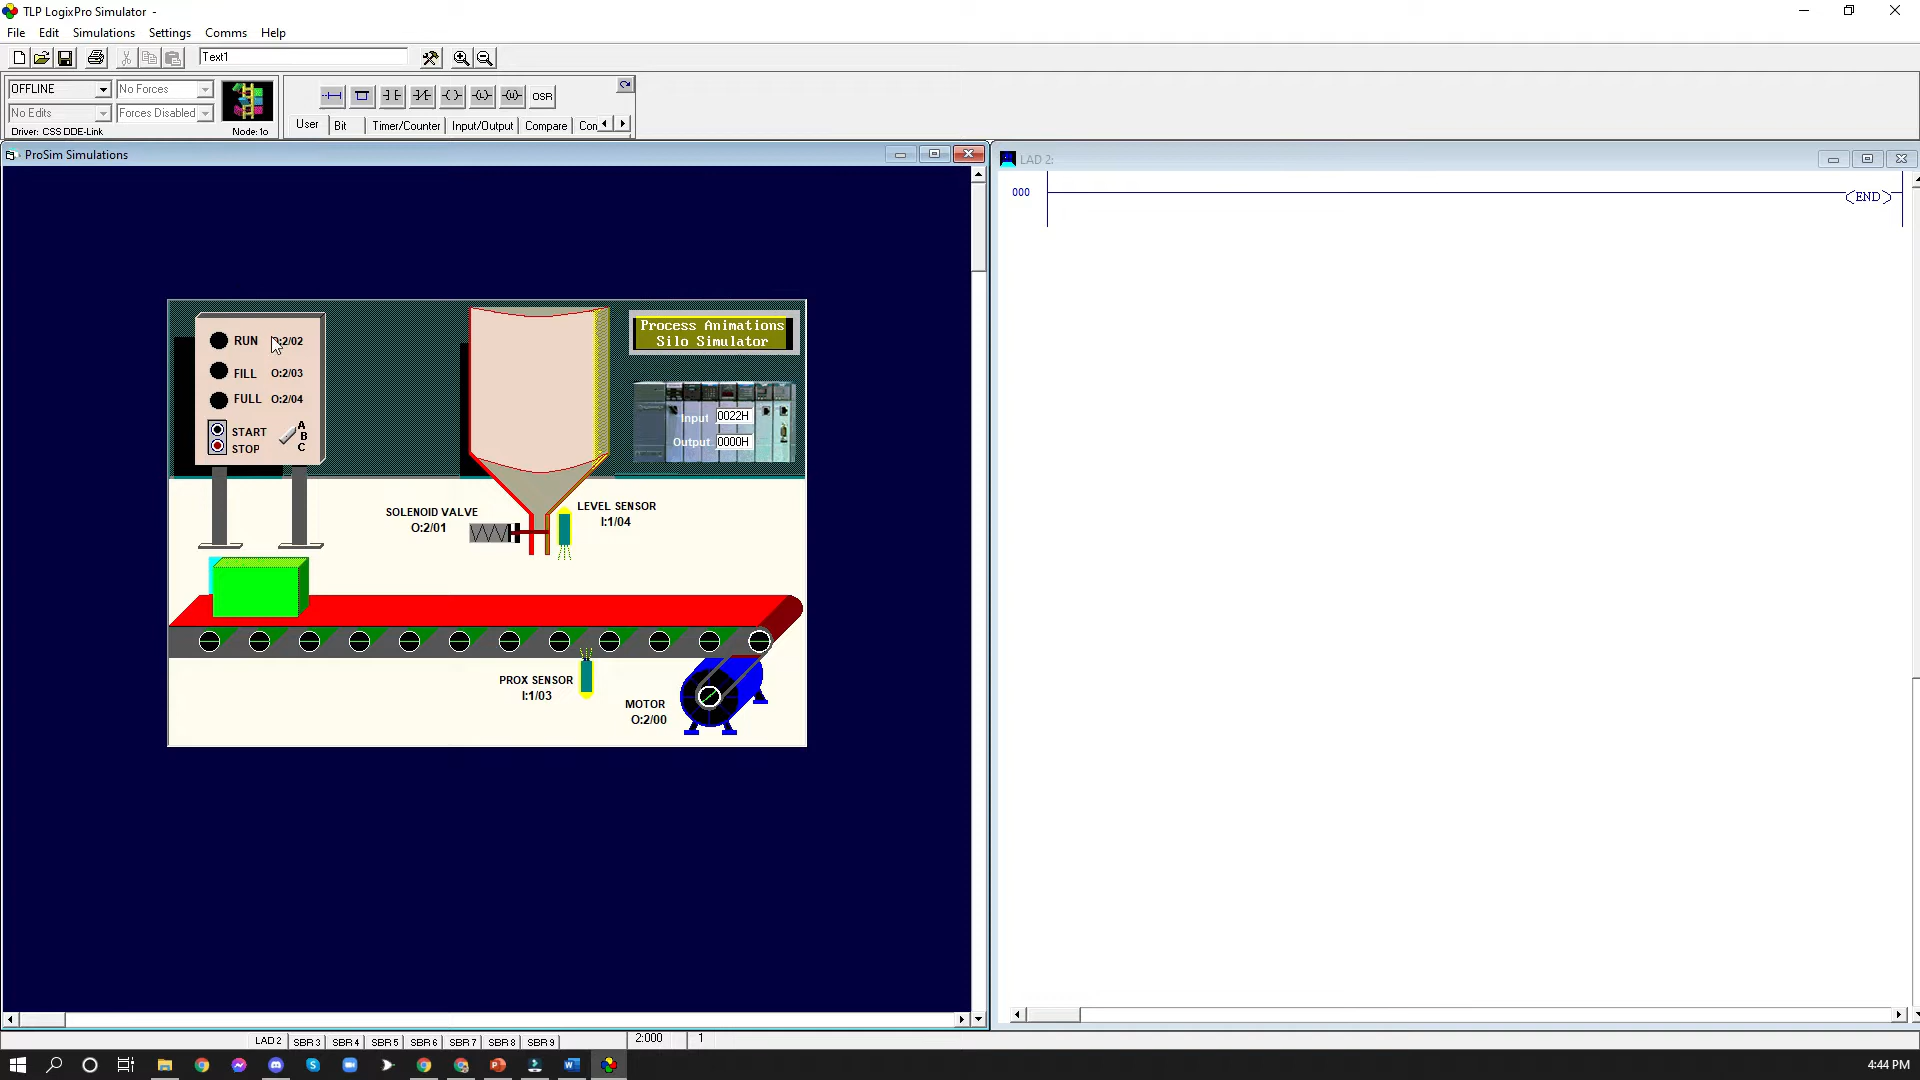 TLP LogixPro Simulator -
File Edit Simulations Settings Comms Help
Text1
OFFLINE No Forces
No Edits Forces Disabled
Driver: CSS DDE-Link Node: 1o
OSR
User Bit Timer/Counter Input/Output Compare Con
ProSim Simulations
RUN O:2/02
FILL O:2/03
FULL O:2/04
START
STOP
A
B
C
Process Animations
Silo Simulator
Input 0022H
Output 0000H
SOLENOID VALVE
O:2/01
LEVEL SENSOR
I:1/04
PROX SENSOR
I:1/03
MOTOR
O:2/00
LAD 2:
000
(END)
LAD 2 SBR 3 SBR 4 SBR 5 SBR 6 SBR 7 SBR 8 SBR 9
2:000 1
4:44 PM